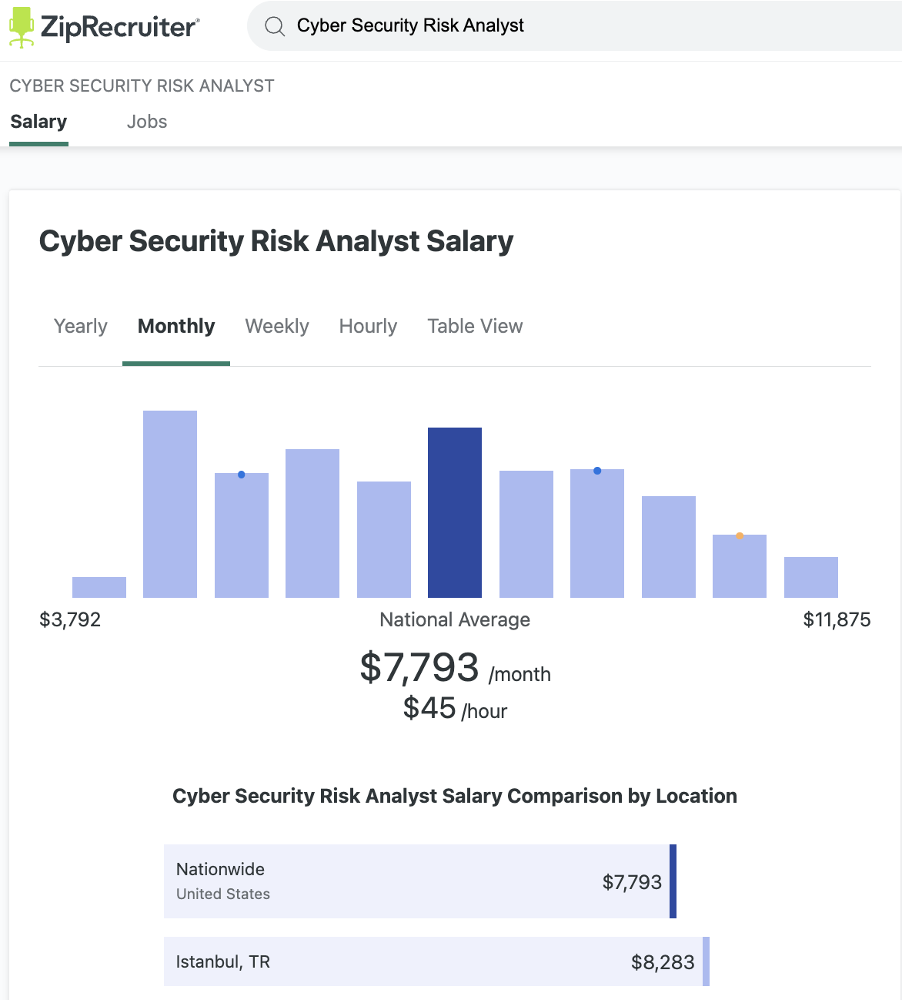 ZipRecruiter®
Cyber Security Risk Analyst
CYBER SECURITY RISK ANALYST
Salary Jobs
Cyber Security Risk Analyst Salary
Yearly Monthly Weekly Hourly Table View
$3,792 National Average $11,875
$7,793 /month
$45 /hour
Cyber Security Risk Analyst Salary Comparison by Location
Nationwide
United States
$7,793
Istanbul, TR $8,283